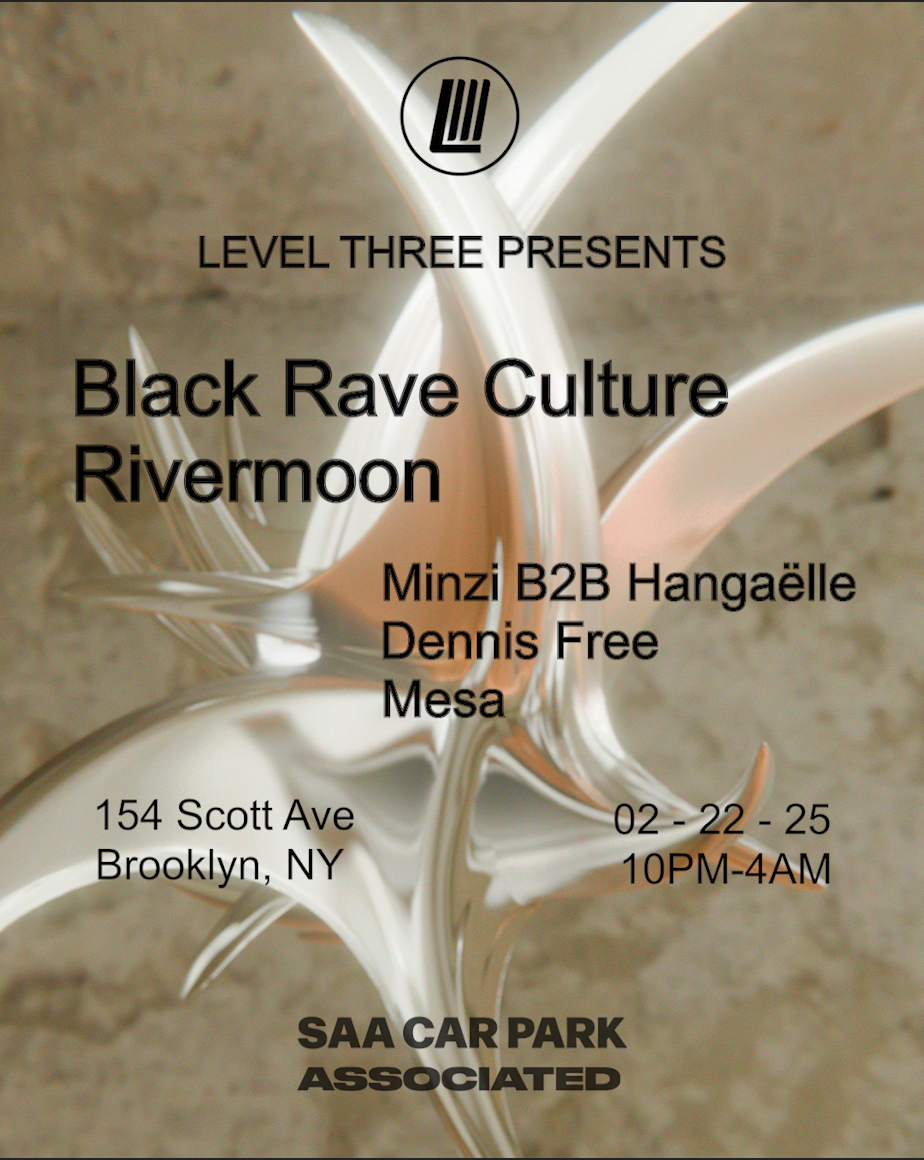 LEVEL THREE PRESENTS
Black Rave Culture
Rivermoon
Minzi B2B Hangaëlle
Dennis Free
Mesa
154 Scott Ave
Brooklyn, NY
02 - 22 - 25
10PM-4AM
SAA CAR PARK
ASSOCIATED